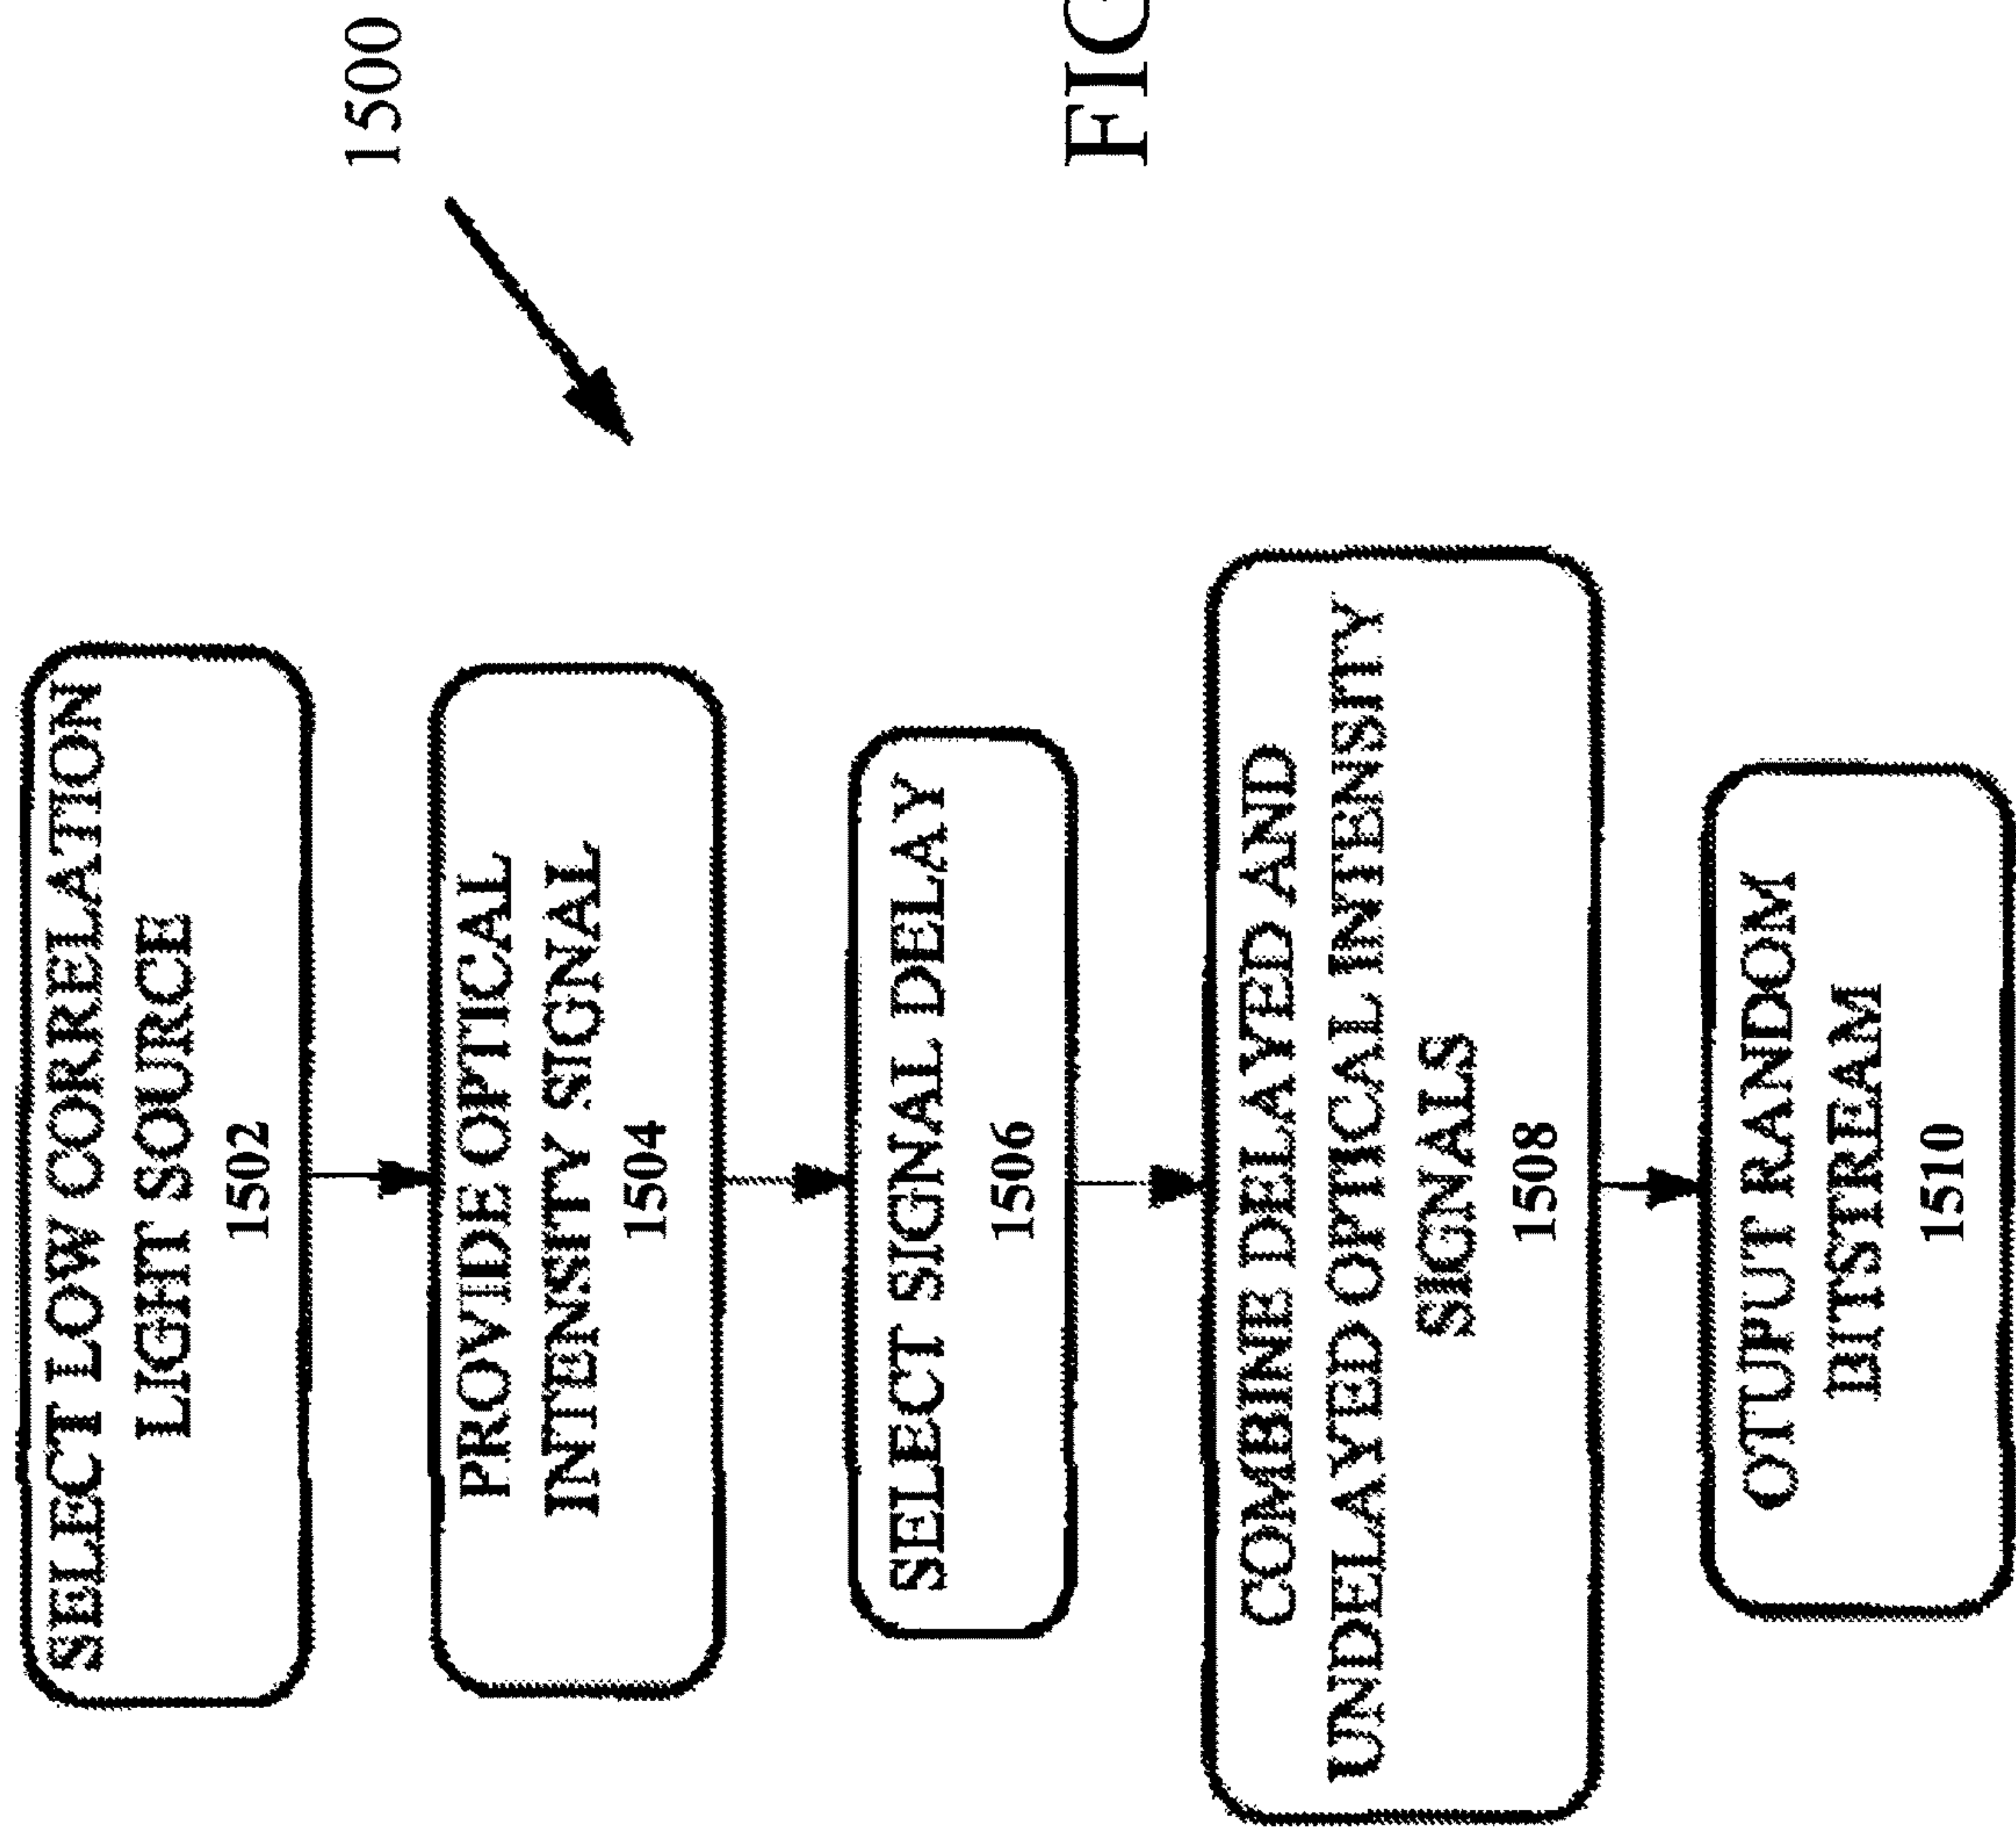 1500
SELECT LOW CORRELATION
LIGHT SOURCE
1502
PROVIDE OPTICAL
INTENSITY SIGNAL
1504
SELECT SIGNAL DELAY
1506
COMBINE DELAYED AND
UNDELAYED OPTICAL INTENSITY
SIGNALS
1508
OTUPUT RANDOM
BITSTREAM
1510
FIG